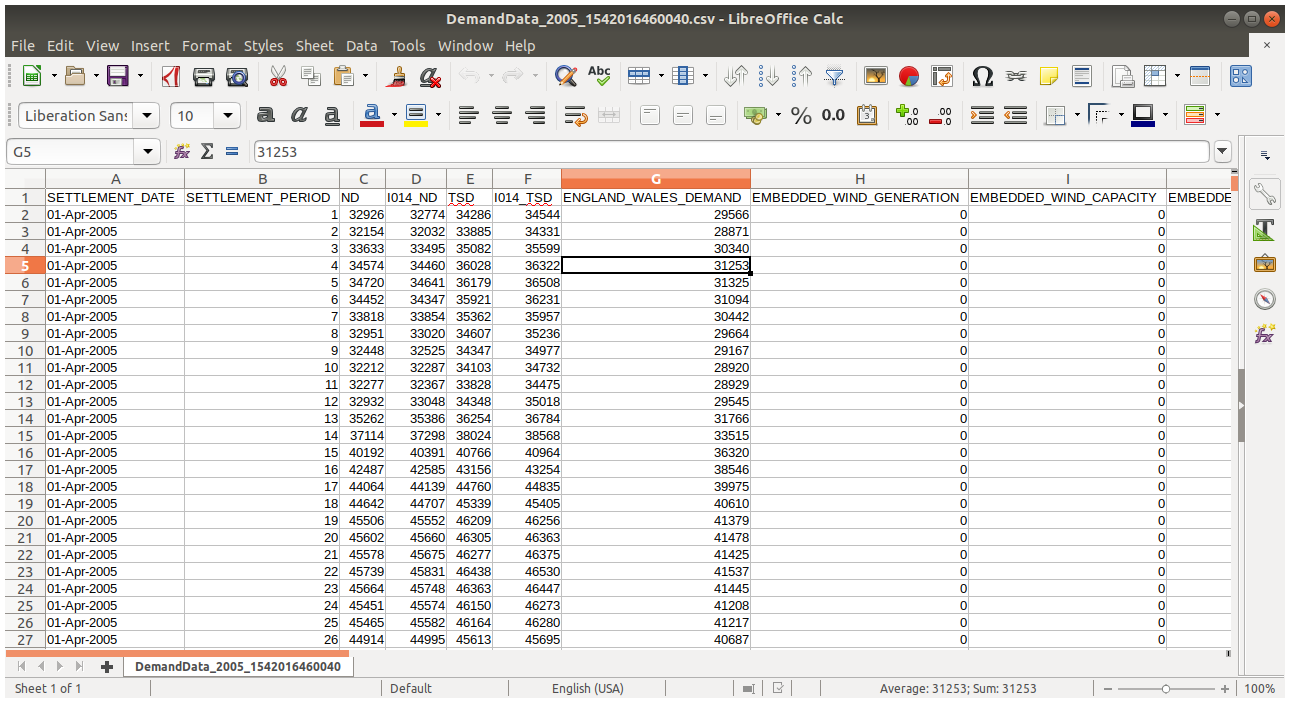 DemandData_2005_1542016460040.csv - LibreOffice Calc
File Edit View Insert Format Styles Sheet Data Tools Window Help
Abc
Liberation Sans 10 a a a a % 0.0 3 .00 .00
G5 fx Σ = 31253
A B C D E F G H I
1 SETTLEMENT_DATE SETTLEMENT_PERIOD ND I014_ND TSD I014_TSD ENGLAND_WALES_DEMAND EMBEDDED_WIND_GENERATION EMBEDDED_WIND_CAPACITY EMBEDDE
2 01-Apr-2005 1 32926 32774 34286 34544 29566 0 0
3 01-Apr-2005 2 32154 32032 33885 34331 28871 0 0
4 01-Apr-2005 3 33633 33495 35082 35599 30340 0 0
5 01-Apr-2005 4 34574 34460 36028 36322 31253 0 0
6 01-Apr-2005 5 34720 34641 36179 36508 31325 0 0
7 01-Apr-2005 6 34452 34347 35921 36231 31094 0 0
8 01-Apr-2005 7 33818 33854 35362 35957 30442 0 0
9 01-Apr-2005 8 32951 33020 34607 35236 29664 0 0
10 01-Apr-2005 9 32448 32525 34347 34977 29167 0 0
11 01-Apr-2005 10 32212 32287 34103 34732 28920 0 0
12 01-Apr-2005 11 32277 32367 33828 34475 28929 0 0
13 01-Apr-2005 12 32932 33048 34348 35018 29545 0 0
14 01-Apr-2005 13 35262 35386 36254 36784 31766 0 0
15 01-Apr-2005 14 37114 37298 38024 38568 33515 0 0
16 01-Apr-2005 15 40192 40391 40766 40964 36320 0 0
17 01-Apr-2005 16 42487 42585 43156 43254 38546 0 0
18 01-Apr-2005 17 44064 44139 44760 44835 39975 0 0
19 01-Apr-2005 18 44642 44707 45339 45405 40610 0 0
20 01-Apr-2005 19 45506 45552 46209 46256 41379 0 0
21 01-Apr-2005 20 45602 45660 46305 46363 41478 0 0
22 01-Apr-2005 21 45578 45675 46277 46375 41425 0 0
23 01-Apr-2005 22 45739 45831 46438 46530 41537 0 0
24 01-Apr-2005 23 45664 45748 46363 46447 41445 0 0
25 01-Apr-2005 24 45451 45574 46150 46273 41208 0 0
26 01-Apr-2005 25 45465 45582 46164 46280 41217 0 0
27 01-Apr-2005 26 44914 44995 45613 45695 40687 0 0
DemandData_2005_1542016460040
Sheet 1 of 1 Default English (USA) Average: 31253; Sum: 31253 100%